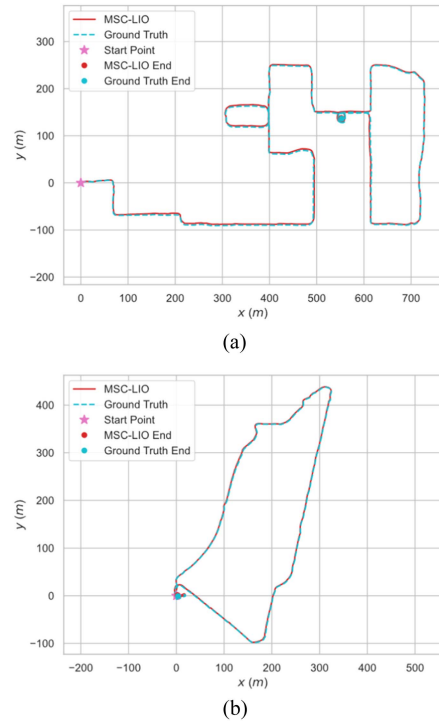 MSC-LIO
Ground Truth
Start Point
MSC-LIO End
Ground Truth End
300
200
100
0
−100
−200
y (m)
0 100 200 300 400 500 600 700
x (m)
(a)
MSC-LIO
Ground Truth
Start Point
MSC-LIO End
Ground Truth End
400
300
200
100
0
−100
y (m)
−200 −100 0 100 200 300 400 500
x (m)
(b)